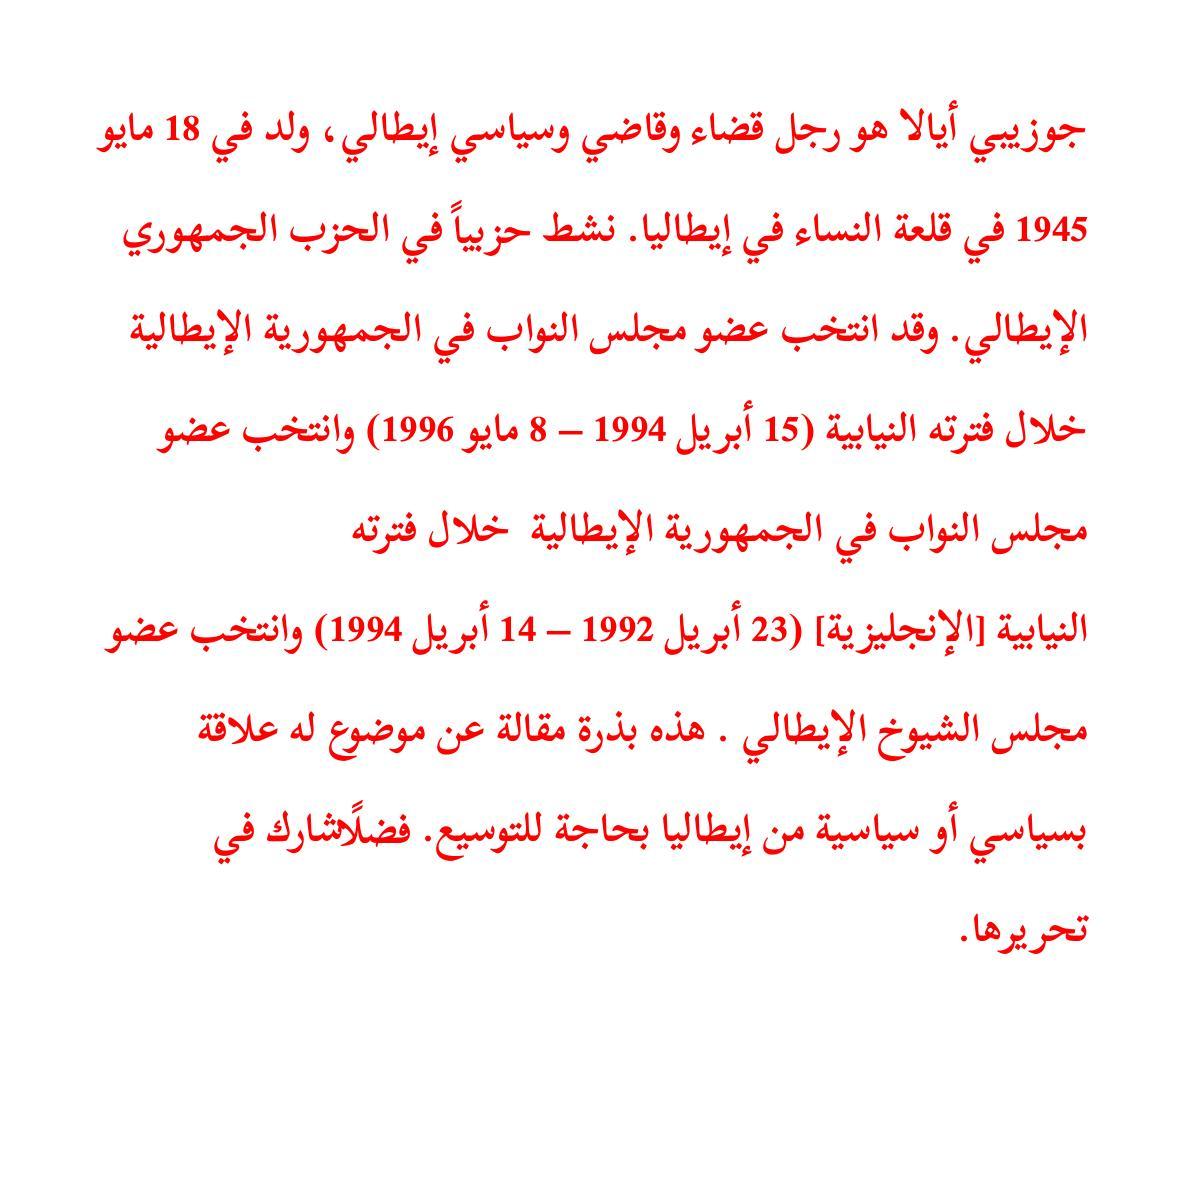 جوزيبي أيالا هو رجل قضاء وقاضي وسياسي إيطالي، ولد في 18 مايو
1945 في قلعة النساء في إيطاليا. نشط حزبياً في الحزب الجمهوري
الإيطالي. وقد انتخب عضو مجلس النواب في الجمهورية الإيطالية
خلال فترته النيابية (15 أبريل 1994 – 8 مايو 1996) وانتخب عضو
مجلس النواب في الجمهورية الإيطالية خلال فترته
النيابية [الإنجليزية] (23 أبريل 1992 – 14 أبريل 1994) وانتخب عضو
مجلس الشيوخ الإيطالي . هذه بذرة مقالة عن موضوع له علاقة
بسياسي أو سياسية من إيطاليا بحاجة للتوسيع. فضلًاشارك في
تحريرها.